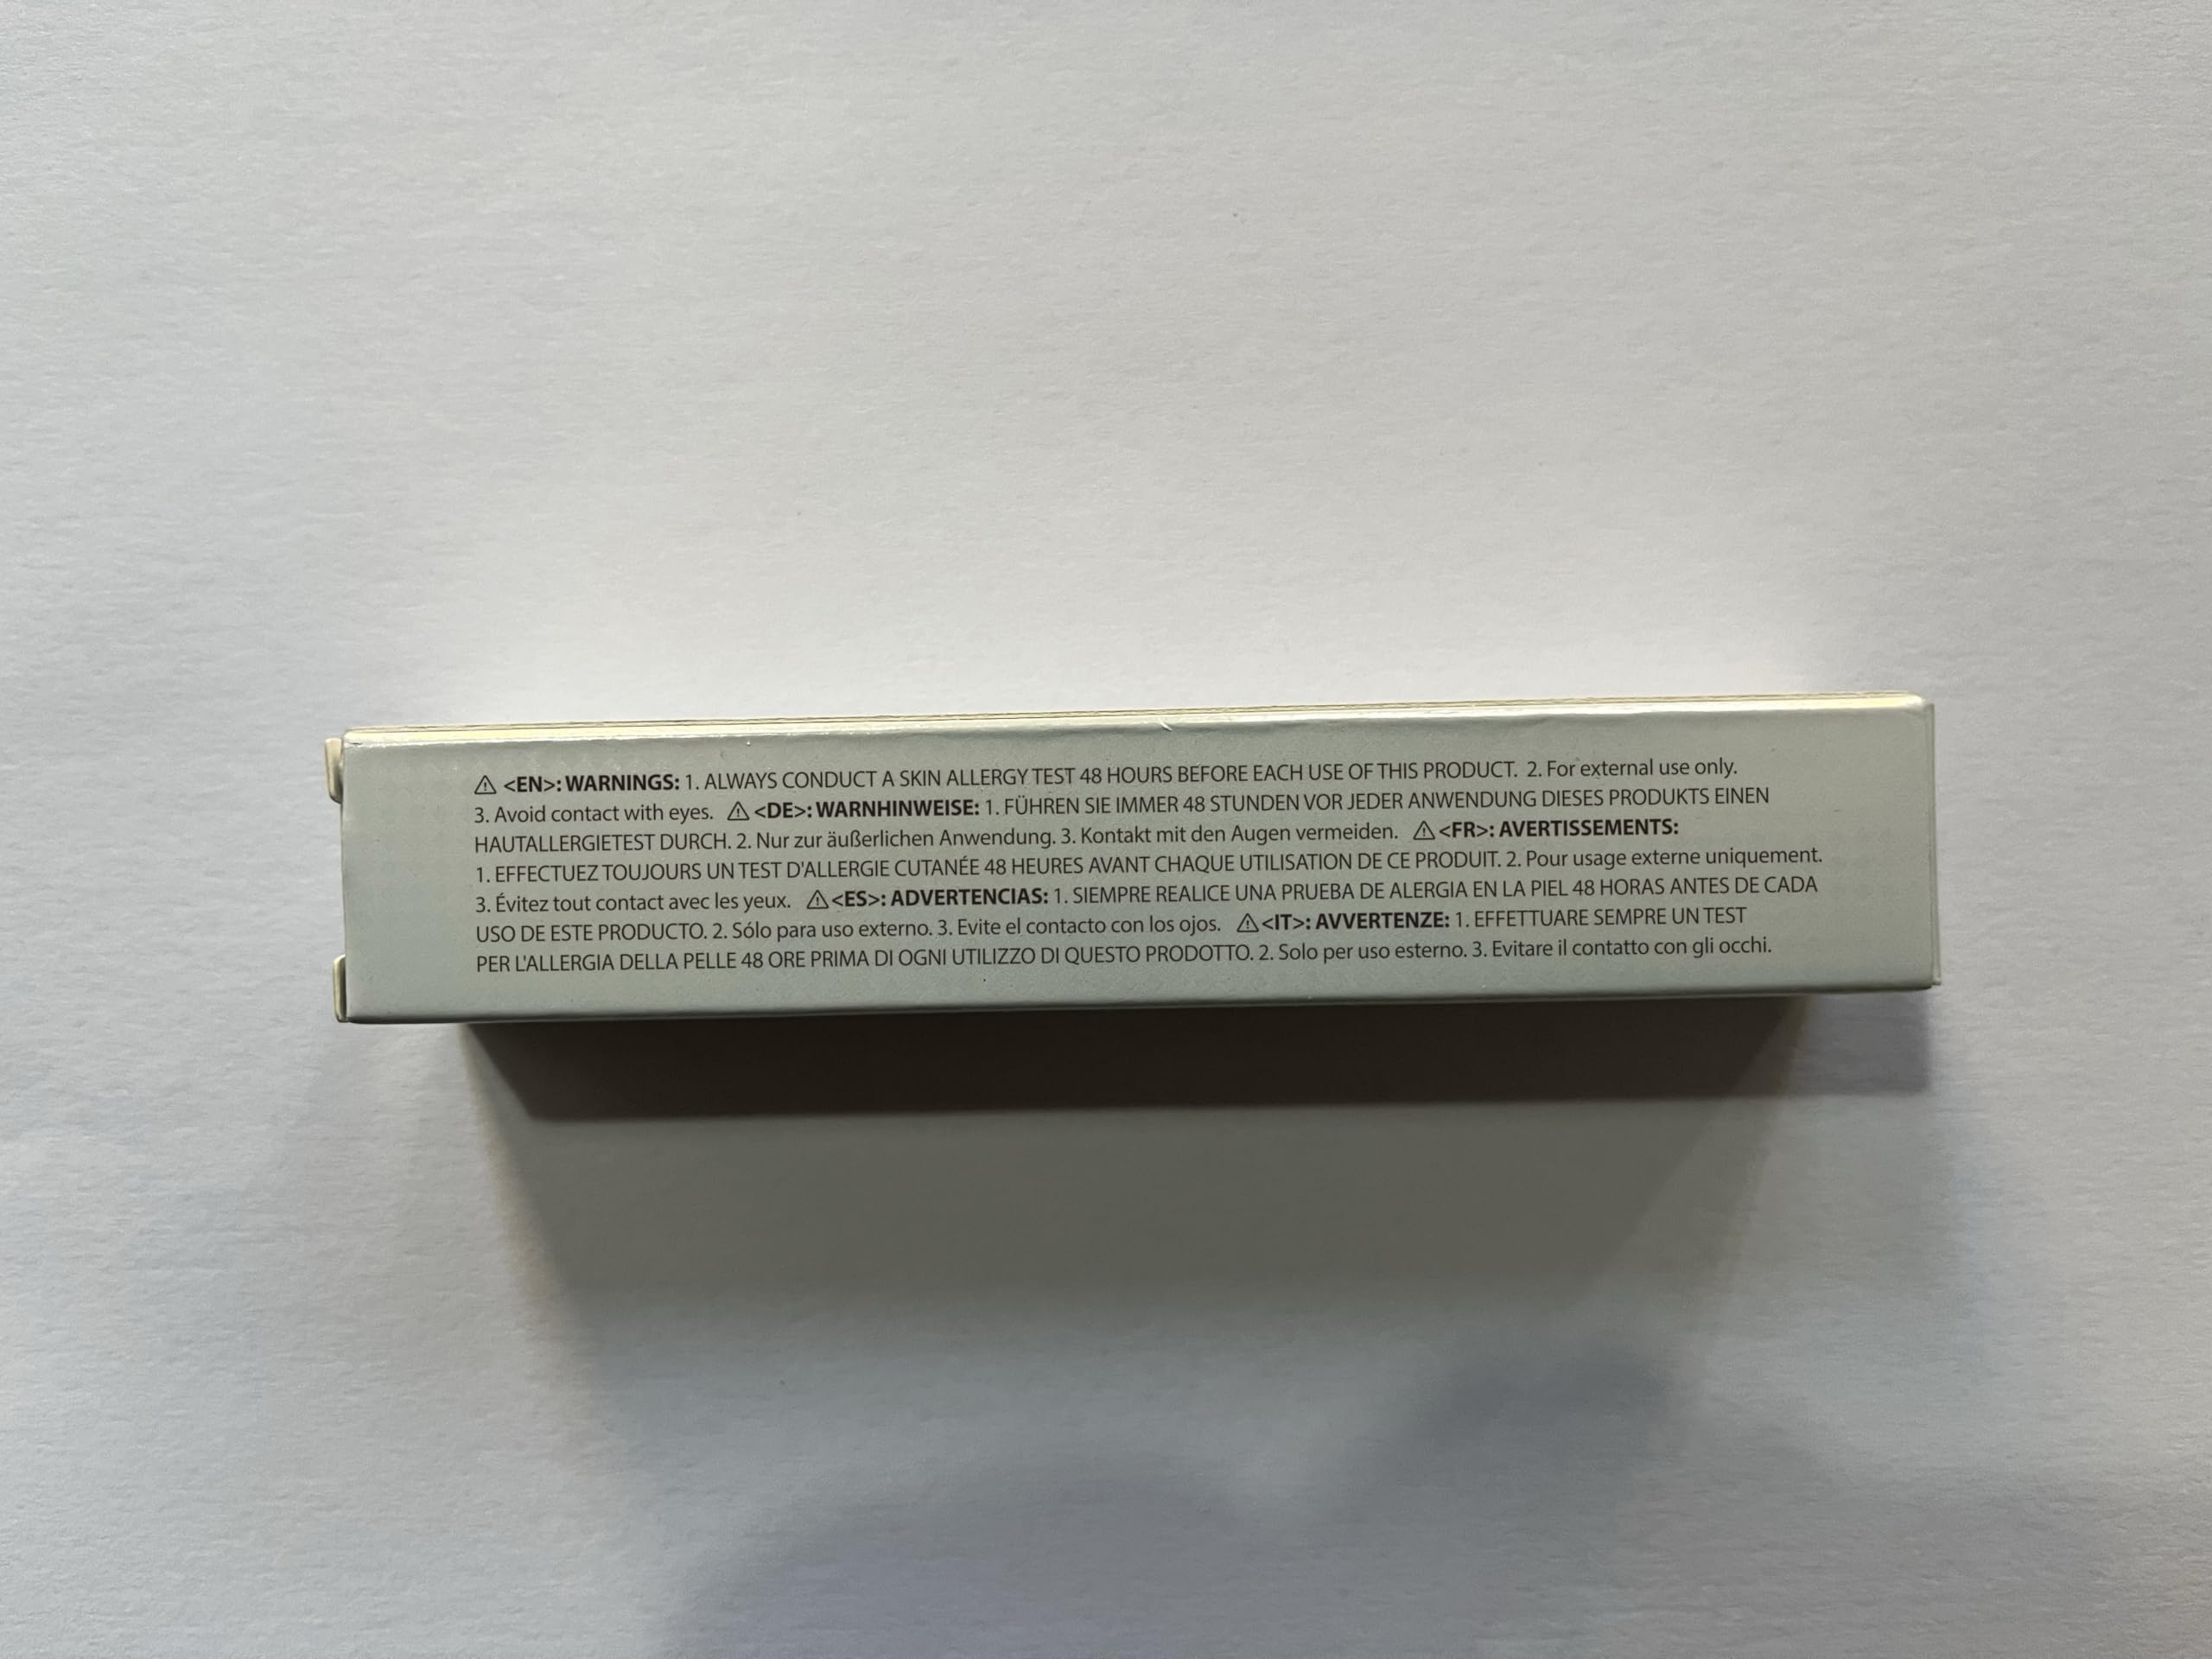 ⚠ <EN>: WARNINGS: 1. ALWAYS CONDUCT A SKIN ALLERGY TEST 48 HOURS BEFORE EACH USE OF THIS PRODUCT. 2. For external use only.
3. Avoid contact with eyes. ⚠ <DE>: WARNHINWEISE: 1. FÜHREN SIE IMMER 48 STUNDEN VOR JEDER ANWENDUNG DIESES PRODUKTS EINEN
HAUTALLERGIETEST DURCH. 2. Nur zur äußerlichen Anwendung. 3. Kontakt mit den Augen vermeiden. ⚠ <FR>: AVERTISSEMENTS:
1. EFFECTUEZ TOUJOURS UN TEST D'ALLERGIE CUTANÉE 48 HEURES AVANT CHAQUE UTILISATION DE CE PRODUIT. 2. Pour usage externe uniquement.
3. Évitez tout contact avec les yeux. ⚠ <ES>: ADVERTENCIAS: 1. SIEMPRE REALICE UNA PRUEBA DE ALERGIA EN LA PIEL 48 HORAS ANTES DE CADA
USO DE ESTE PRODUCTO. 2. Sólo para uso externo. 3. Evite el contacto con los ojos. ⚠ <IT>: AVVERTENZE: 1. EFFETTUARE SEMPRE UN TEST
PER L'ALLERGIA DELLA PELLE 48 ORE PRIMA DI OGNI UTILIZZO DI QUESTO PRODOTTO. 2. Solo per uso esterno. 3. Evitare il contatto con gli occhi.